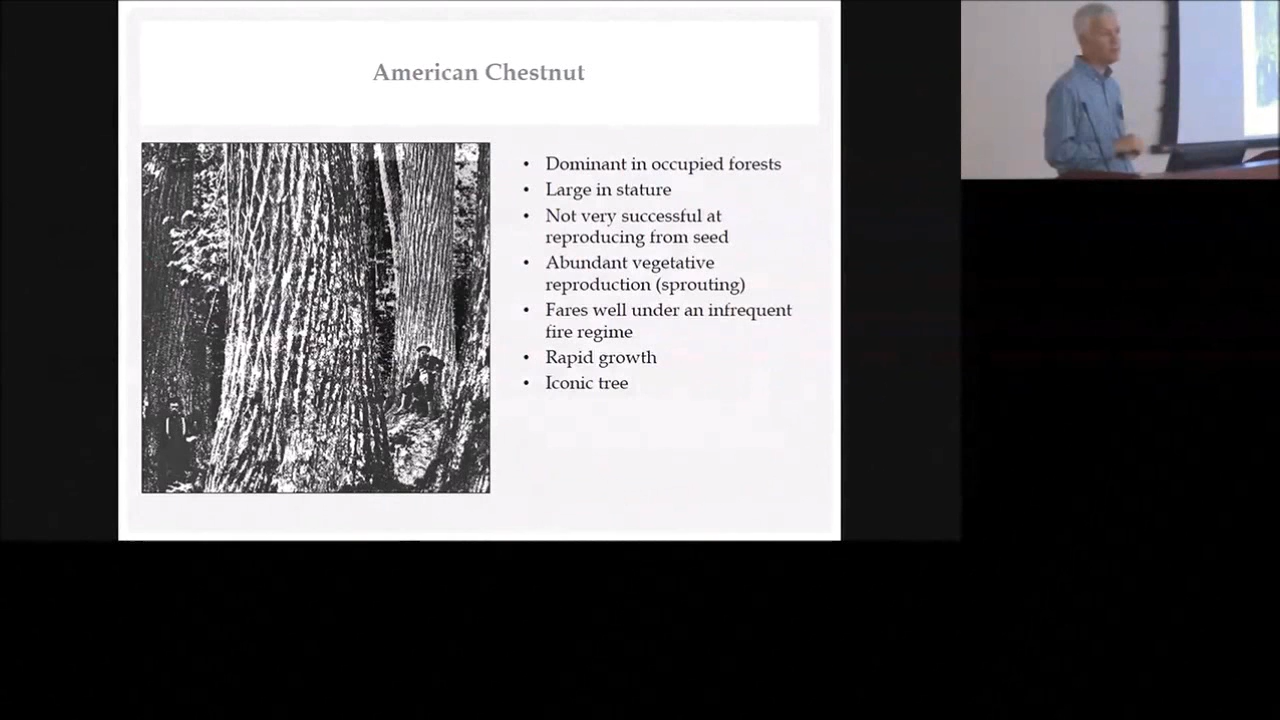 American Chestnut
• Dominant in occupied forests
• Large in stature
• Not very successful at
reproducing from seed
• Abundant vegetative
reproduction (sprouting)
• Fares well under an infrequent
fire regime
• Rapid growth
• Iconic tree